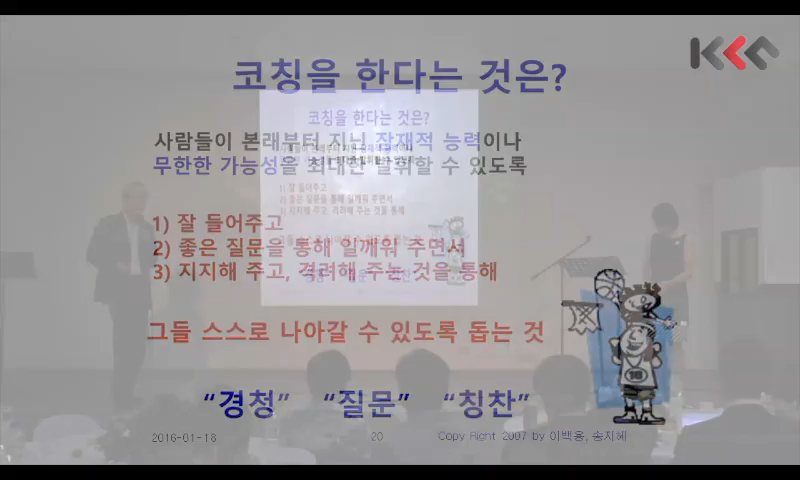 KCA
코칭을 한다는 것은?
사람들이 본래부터 지닌 잠재적 능력이나
무한한 가능성을 최대한 발휘할 수 있도록
1) 잘 들어주고
2) 좋은 질문을 통해 일깨워 주면서
3) 지지해 주고, 격려해 주는 것을 통해
그들 스스로 나아갈 수 있도록 돕는 것
“경청” “질문” “칭찬”
2016-01-18 20 Copy Right 2007 by 이백용, 송지혜